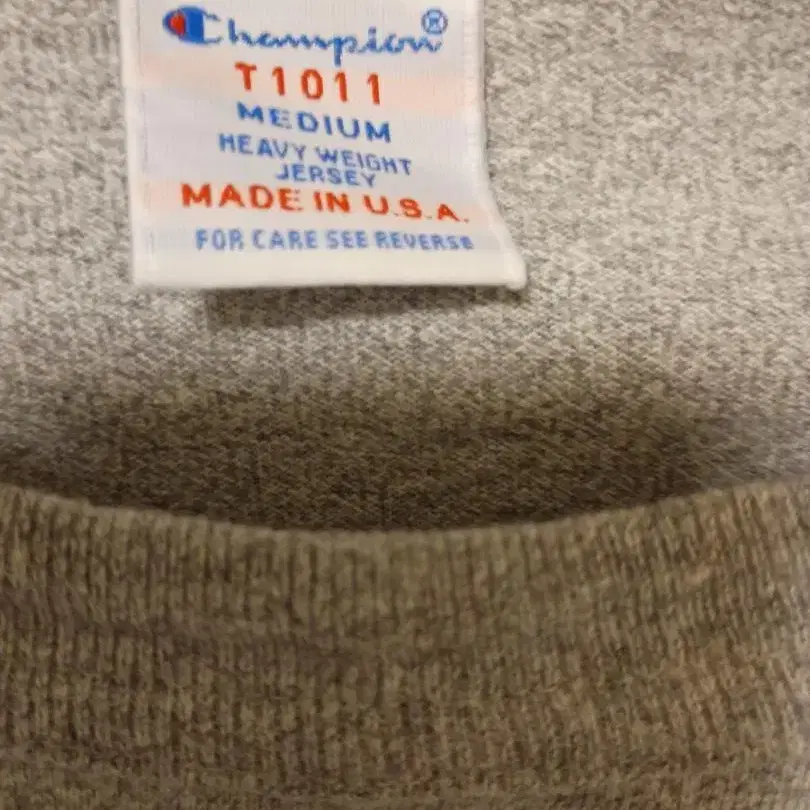 Champion®
T1011
MEDIUM
HEAVY WEIGHT
JERSEY
MADE IN U.S.A.
FOR CARE SEE REVERSE